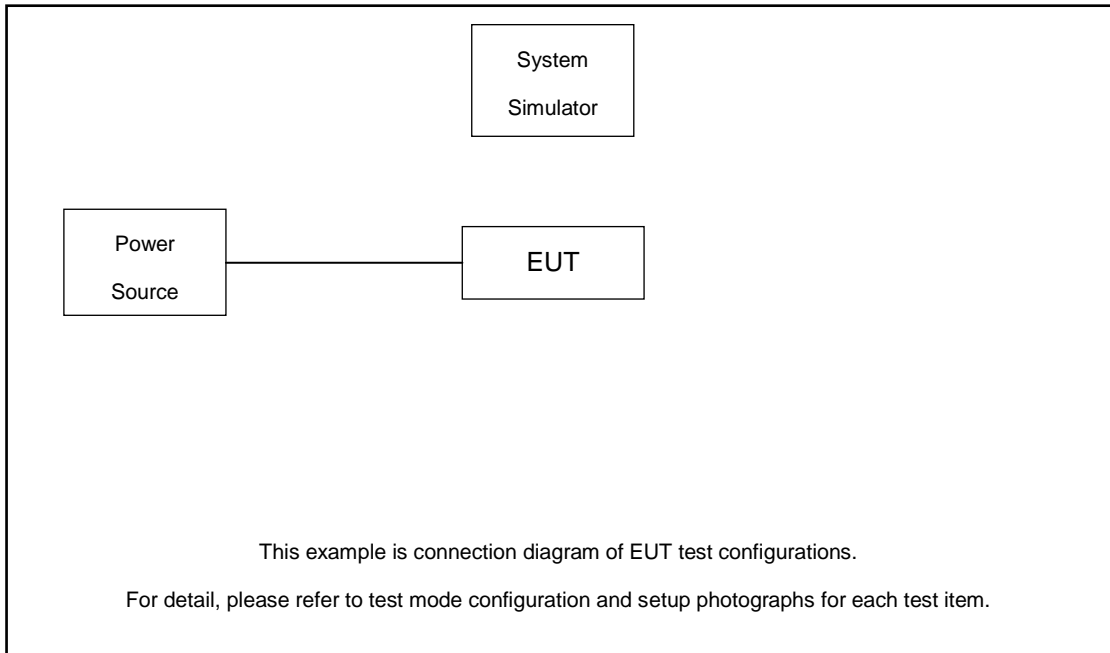 System
Simulator
Power
Source
EUT
This example is connection diagram of EUT test configurations.
For detail, please refer to test mode configuration and setup photographs for each test item.